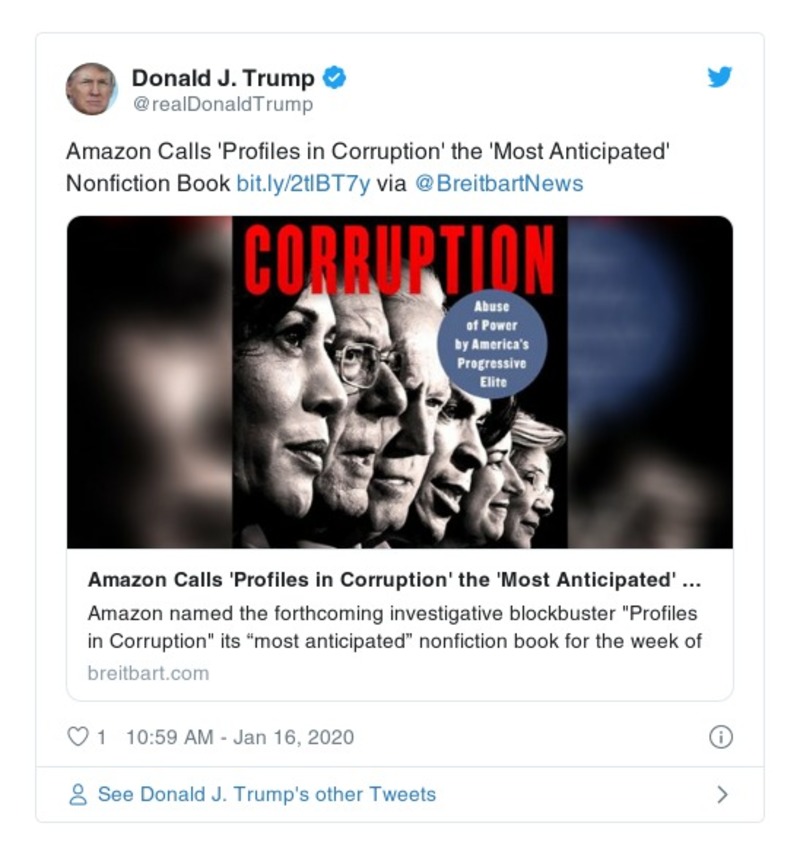 Donald J. Trump
@realDonaldTrump
Amazon Calls 'Profiles in Corruption' the 'Most Anticipated'
Nonfiction Book bit.ly/2tlBT7y via @BreitbartNews
CORRUPTION
Abuse
of Power
by America's
Progressive
Elite
Amazon Calls 'Profiles in Corruption' the 'Most Anticipated' ...
Amazon named the forthcoming investigative blockbuster "Profiles
in Corruption" its “most anticipated” nonfiction book for the week of
breitbart.com
1 10:59 AM - Jan 16, 2020
See Donald J. Trump's other Tweets